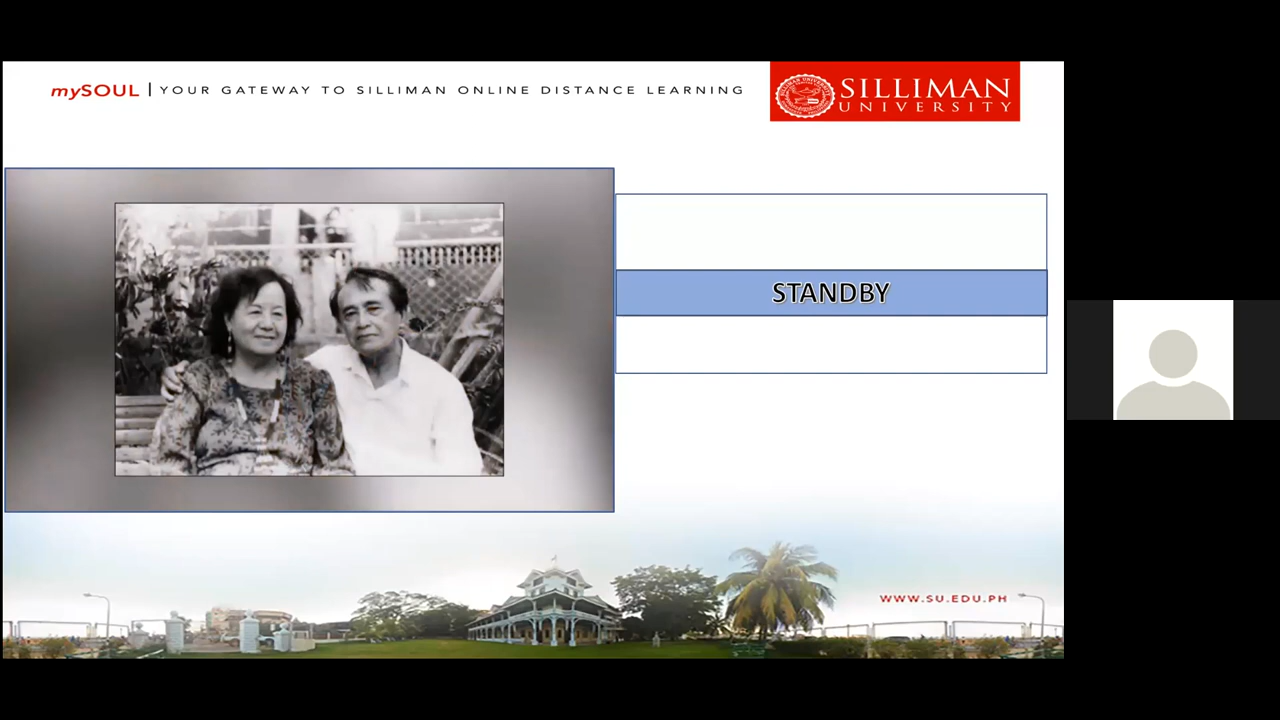 mySOUL | YOUR GATEWAY TO SILLIMAN ONLINE DISTANCE LEARNING
SILLIMAN
UNIVERSITY
STANDBY
WWW.SU.EDU.PH